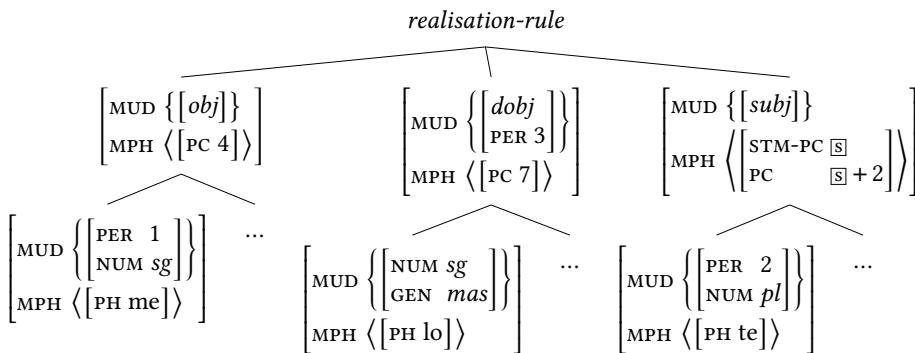 realisation-rule
[MUD {[obj]}
MPH ⟨[PC 4]⟩]
[MUD {[dobj
PER 3]}
MPH ⟨[PC 7]⟩]
[MUD {[subj]}
MPH ⟨[STM-PC [s]
PC [s] + 2]⟩]
[MUD {[PER 1
NUM sg]}
MPH ⟨[PH me]⟩]
...
[MUD {[NUM sg
GEN mas]}
MPH ⟨[PH lo]⟩]
...
[MUD {[PER 2
NUM pl]}
MPH ⟨[PH te]⟩]
...